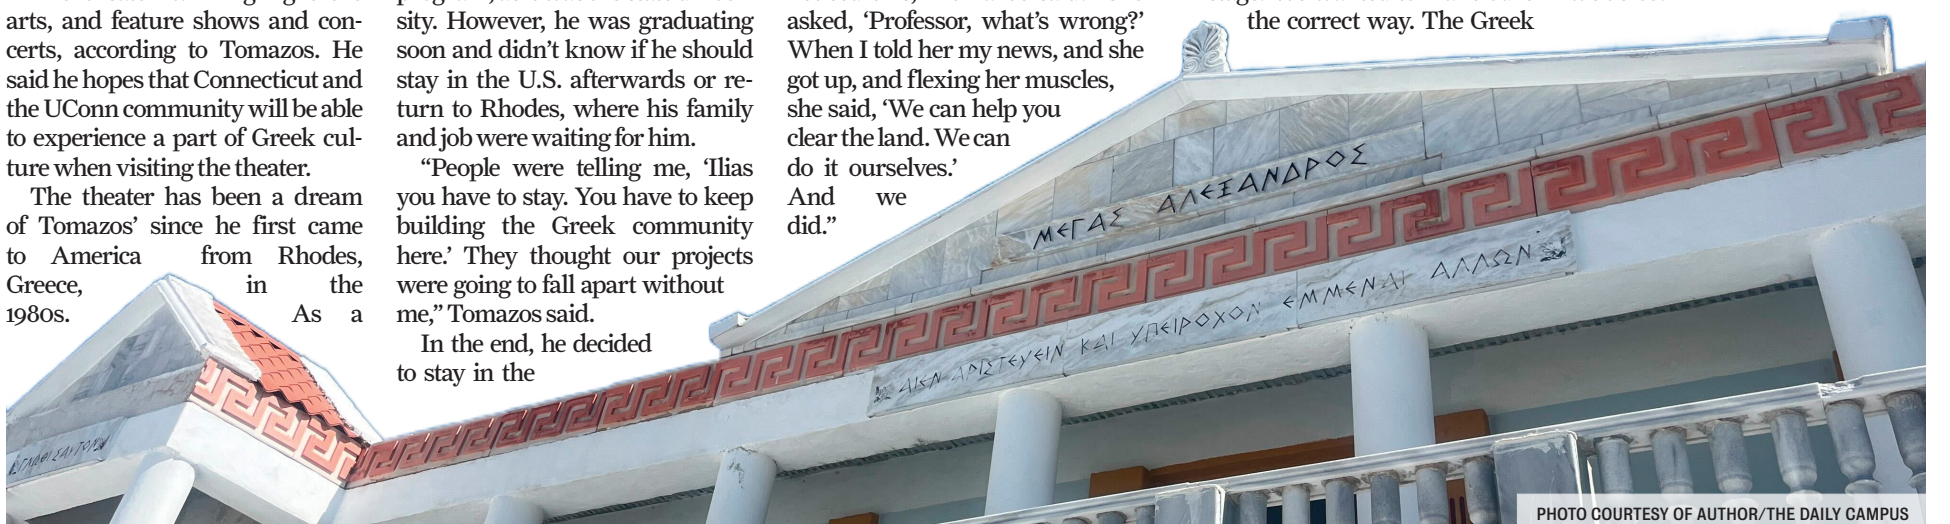 arts, and feature shows and con-
certs, according to Tomazos. He
said he hopes that Connecticut and
the UConn community will be able
to experience a part of Greek cul-
ture when visiting the theater.
The theater has been a dream
of Tomazos’ since he first came
to America from Rhodes,
Greece, in the
1980s. As a
sity. However, he was graduating
soon and didn’t know if he should
stay in the U.S. afterwards or re-
turn to Rhodes, where his family
and job were waiting for him.
“People were telling me, ‘Ilias
you have to stay. You have to keep
building the Greek community
here.’ They thought our projects
were going to fall apart without
me,” Tomazos said.
In the end, he decided
to stay in the
asked, ‘Professor, what’s wrong?’
When I told her my news, and she
got up, and flexing her muscles,
she said, ‘We can help you
clear the land. We can
do it ourselves.’
And we
did.”
the correct way. The Greek
ΜΕΓΑΣ ΑΛΕΞΑΝΔΡΟΣ
ΑΙΕΝ ΑΡΙΣΤΕΥΕΙΝ ΚΑΙ ΥΠΕΙΡΟΧΟΝ ΕΜΜΕΝΑΙ ΑΛΛΩΝ
ΣΑΥΤΟΝ
PHOTO COURTESY OF AUTHOR/THE DAILY CAMPUS